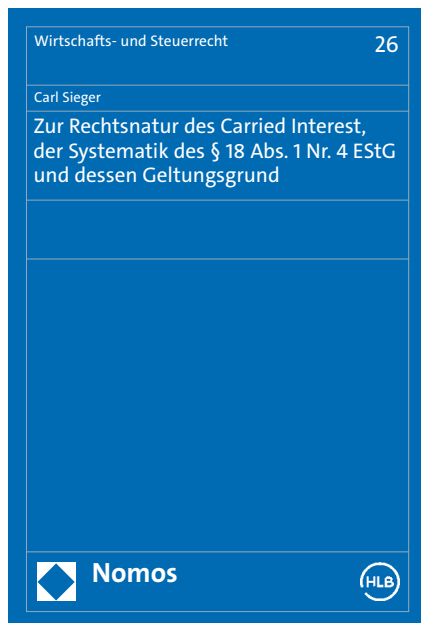 Wirtschafts- und Steuerrecht
26
Carl Sieger
Zur Rechtsnatur des Carried Interest,
der Systematik des § 18 Abs. 1 Nr. 4 EStG
und dessen Geltungsgrund
Nomos
HLB